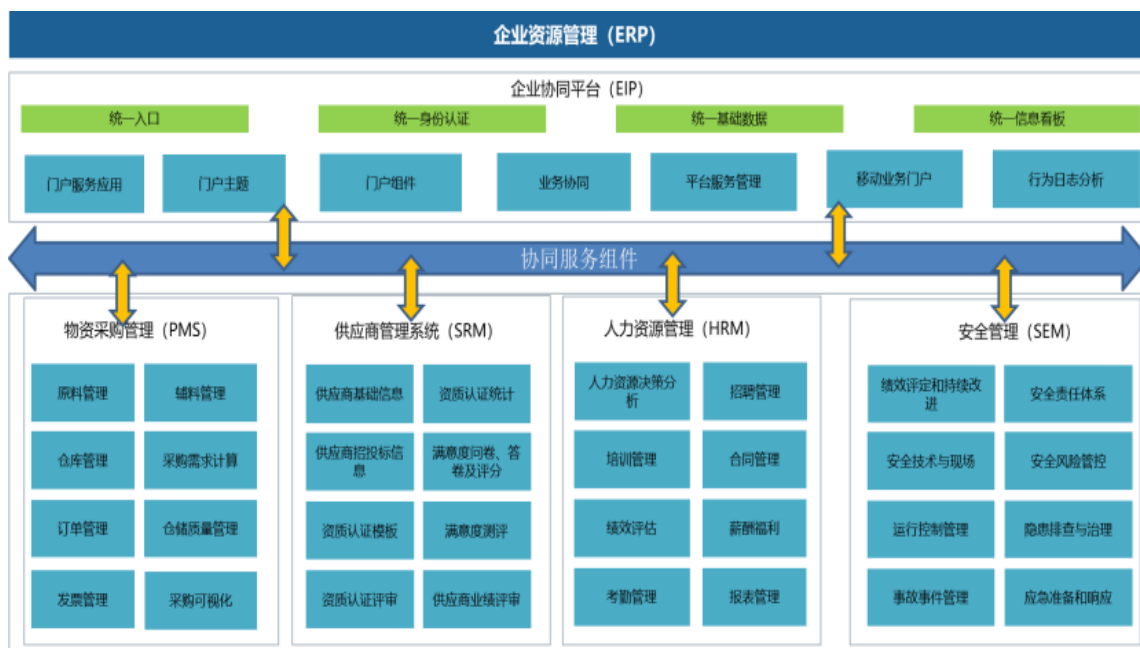 企业资源管理（ERP）
企业协同平台（EIP）
统一入口
统一身份认证
统一基础数据
统一信息看板
门户服务应用
门户主题
门户组件
业务协同
平台服务管理
移动业务门户
行为日志分析
协同服务组件
物资采购管理（PMS）
原料管理
辅料管理
仓库管理
采购需求计算
订单管理
仓储质量管理
发票管理
采购可视化
供应商管理系统（SRM）
供应商基础信息
资质认证统计
供应商招投标信
息
满意度问卷、答
卷及评分
资质认证模板
满意度测评
资质认证评审
供应商业绩评审
人力资源管理（HRM）
人力资源决策分
析
招聘管理
培训管理
合同管理
绩效评估
薪酬福利
考勤管理
报表管理
安全管理（SEM）
绩效评定和持续改
进
安全责任体系
安全技术与现场
安全风险管控
运行控制管理
隐患排查与治理
事故事件管理
应急准备和响应